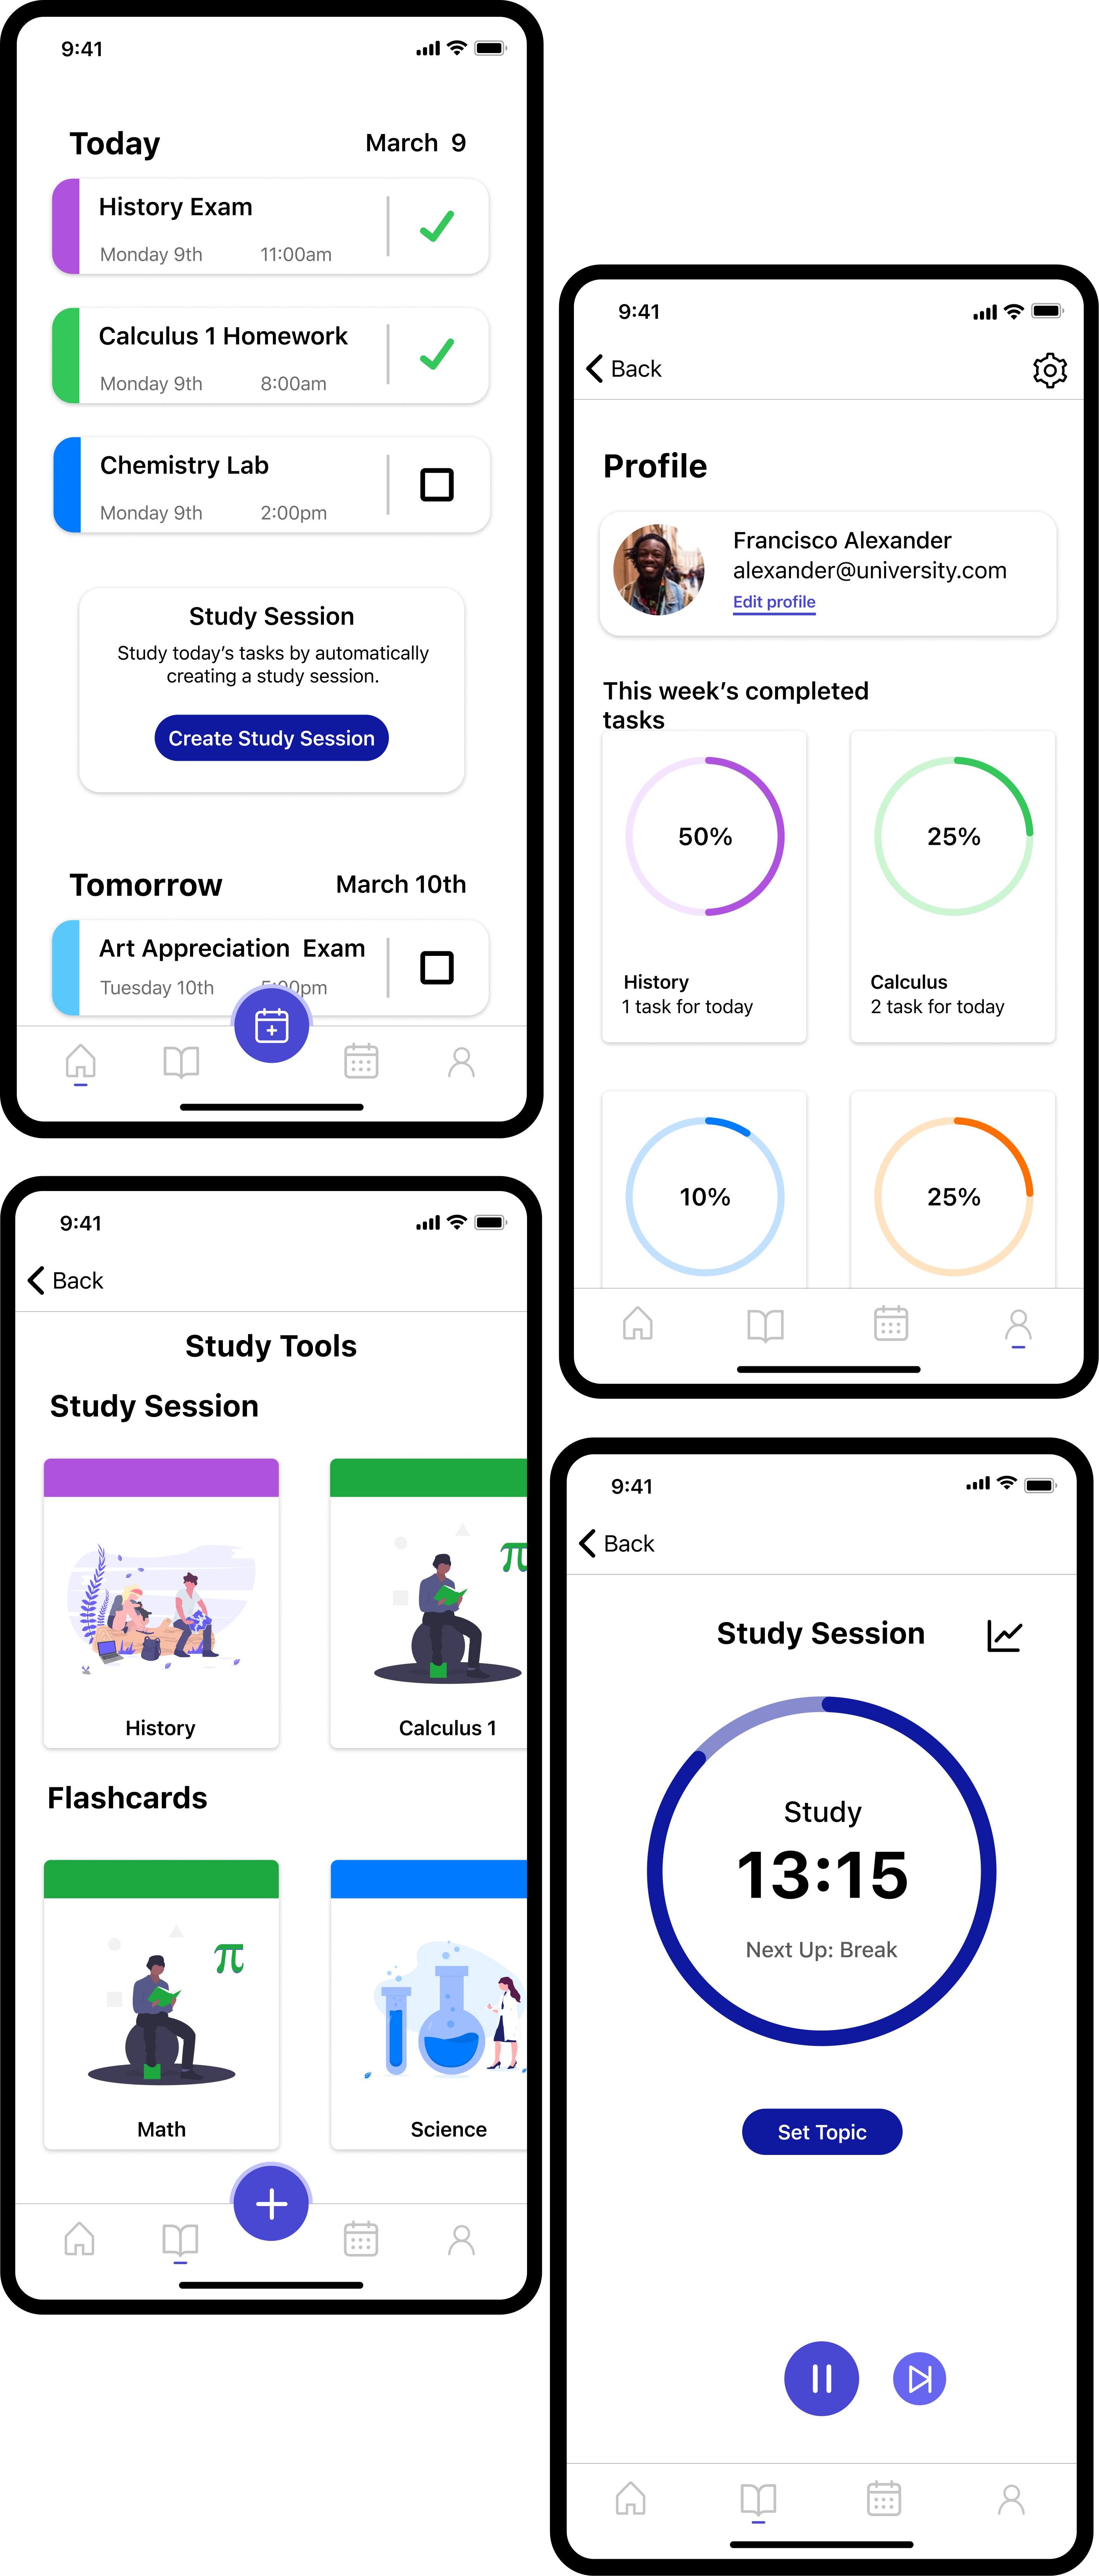 9:41
Today
March 9
History Exam
Monday 9th 11:00am
Calculus 1 Homework
Monday 9th 8:00am
Chemistry Lab
Monday 9th 2:00pm
Study Session
Study today's tasks by automatically
creating a study session.
Create Study Session
Tomorrow
March 10th
Art Appreciation Exam
Tuesday 10th 5:00pm
9:41
Back
Profile
Francisco Alexander
alexander@university.com
Edit profile
This week's completed
tasks
50%
25%
History
1 task for today
Calculus
2 task for today
10%
25%
9:41
Back
Study Tools
Study Session
π
History
Calculus 1
Flashcards
π
Math
Science
9:41
Back
Study Session
Study
13:15
Next Up: Break
Set Topic